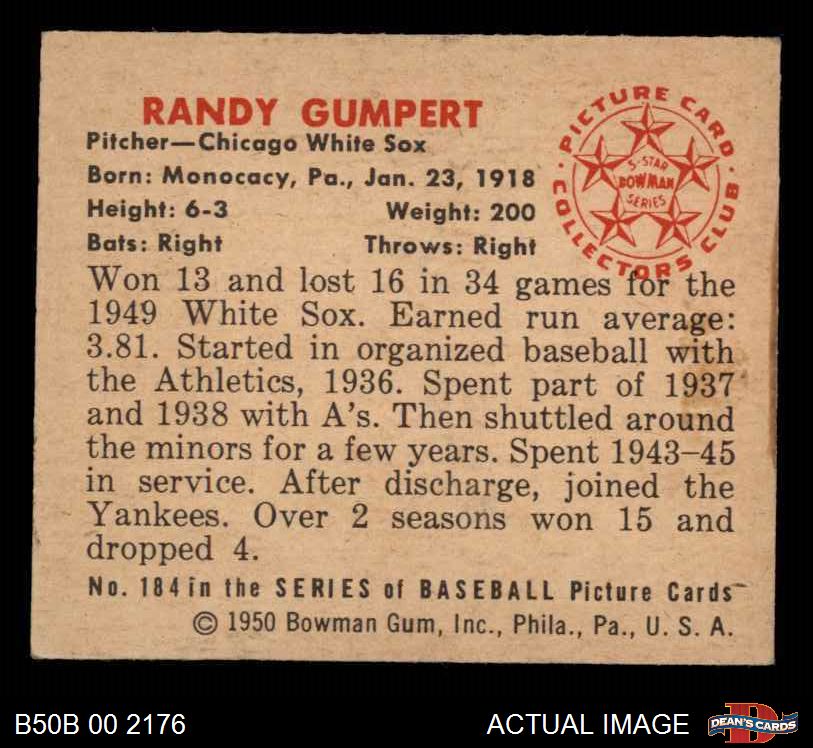 RANDY GUMPERT
Pitcher—Chicago White Sox
Born: Monocacy, Pa., Jan. 23, 1918
Height: 6-3 Weight: 200
Bats: Right Throws: Right
PICTURE CARD
COLLECTORS CLUB
5-STAR
BOWMAN
SERIES
Won 13 and lost 16 in 34 games for the
1949 White Sox. Earned run average:
3.81. Started in organized baseball with
the Athletics, 1936. Spent part of 1937
and 1938 with A's. Then shuttled around
the minors for a few years. Spent 1943–45
in service. After discharge, joined the
Yankees. Over 2 seasons won 15 and
dropped 4.
No. 184 in the SERIES of BASEBALL Picture Cards
© 1950 Bowman Gum, Inc., Phila., Pa., U. S. A.
B50B 00 2176
ACTUAL IMAGE
D
DEAN'S CARDS